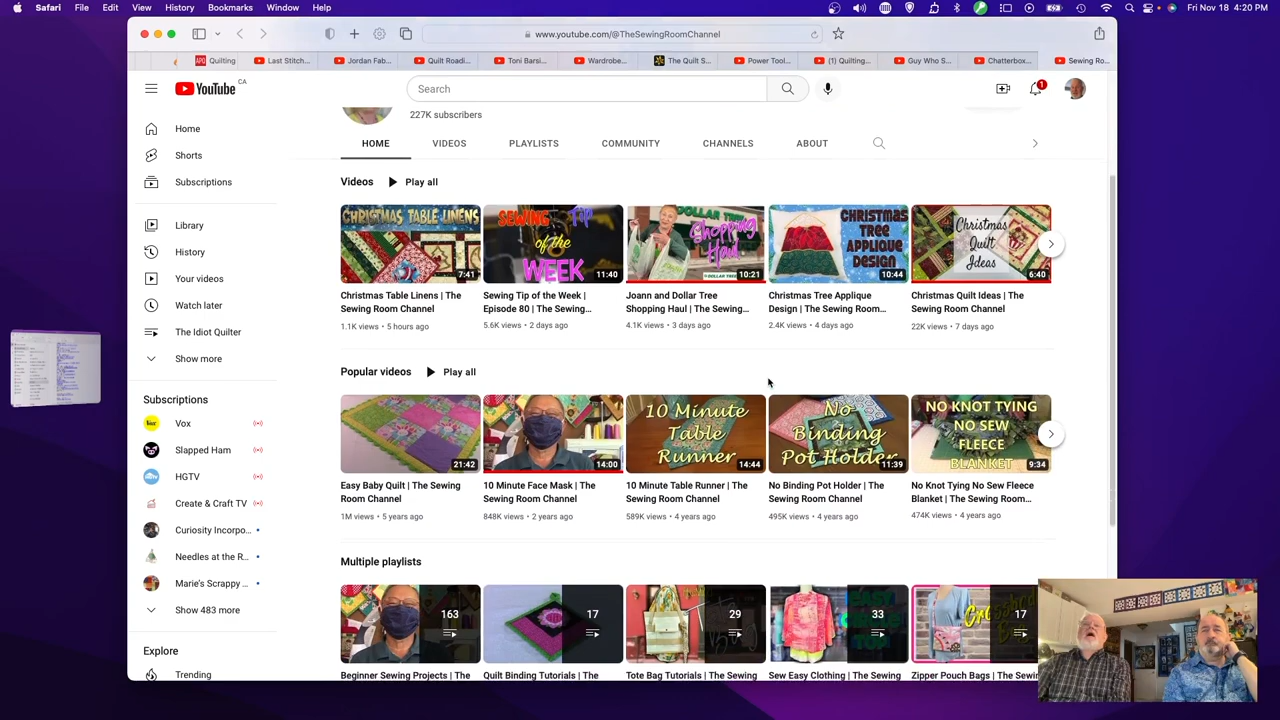 Safari File Edit View History Bookmarks Window Help
Fri Nov 18 4:20 PM
www.youtube.com/@TheSewingRoomChannel
Quilting
Last Stitch...
Jordan Fab...
Quilt Roadi...
Toni Barsi...
Wardrobe...
The Quilt S...
Power Tool...
(1) (Quilting...
Guy Who S...
Chatterbox...
Sewing Ro...
YouTube CA
Search
1
227K subscribers
HOME VIDEOS PLAYLISTS COMMUNITY CHANNELS ABOUT
Home
Shorts
Subscriptions
Library
History
Your videos
Watch later
The Idiot Quilter
Show more
Subscriptions
Vox
Slapped Ham
HGTV
Create & Craft TV
Curiosity Incorpo...
Needles at the R...
Marie's Scrappy ...
Show 483 more
Explore
Trending
Videos Play all
CHRISTMAS TABLE LINENS
7:41
Christmas Table Linens | The
Sewing Room Channel
1.1K views • 5 hours ago
SEWING TIP
of the
WEEK
11:40
Sewing Tip of the Week |
Episode 80 | The Sewing...
5.6K views • 2 days ago
DOLLAR TREE
Shopping
Haul
10:21
Joann and Dollar Tree
Shopping Haul | The Sewing...
4.1K views • 3 days ago
CHRISTMAS
TREE
APPLIQUE
DESIGN
10:44
Christmas Tree Applique
Design | The Sewing Room...
2.4K views • 4 days ago
Christmas
Quilt
Ideas
6:40
Christmas Quilt Ideas | The
Sewing Room Channel
22K views • 7 days ago
Popular videos Play all
21:42
Easy Baby Quilt | The Sewing
Room Channel
1M views • 5 years ago
14:00
10 Minute Face Mask | The
Sewing Room Channel
848K views • 2 years ago
10 Minute
Table
Runner
14:44
10 Minute Table Runner | The
Sewing Room Channel
589K views • 4 years ago
No
Binding
Pot Holder
11:39
No Binding Pot Holder | The
Sewing Room Channel
495K views • 4 years ago
NO KNOT TYING
NO SEW
FLEECE
BLANKET
9:34
No Knot Tying No Sew Fleece
Blanket | The Sewing Room...
474K views • 4 years ago
Multiple playlists
163
Beginner Sewing Projects | The
17
Quilt Binding Tutorials | The
29
Tote Bag Tutorials | The Sewing
33
Sew Easy Clothing | The Sewing
17
Zipper Pouch Bags | The Sewin